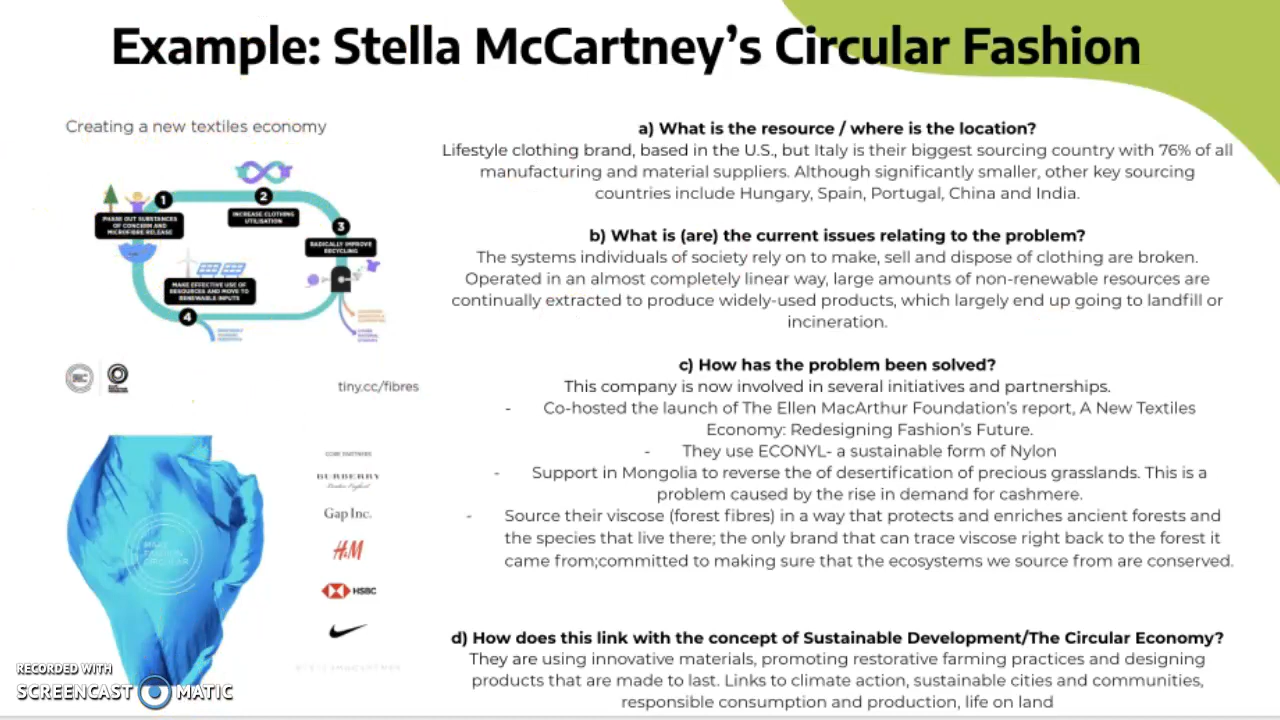 Example: Stella McCartney’s Circular Fashion
Creating a new textiles economy
1
PHASE OUT SUBSTANCES
OF CONCERN AND
MICROFIBRE RELEASE
2
INCREASE CLOTHING
UTILISATION
3
RADICALLY IMPROVE
RECYCLING
MAKE EFFECTIVE USE OF
RESOURCES AND MOVE TO
RENEWABLE INPUTS
4
tiny.cc/fibres
MAKE
FASHION
CIRCULAR
CORE PARTNERS
BURBERRY
Gap Inc.
H&M
HSBC
a) What is the resource / where is the location?
Lifestyle clothing brand, based in the U.S., but Italy is their biggest sourcing country with 76% of all
manufacturing and material suppliers. Although significantly smaller, other key sourcing
countries include Hungary, Spain, Portugal, China and India.
b) What is (are) the current issues relating to the problem?
The systems individuals of society rely on to make, sell and dispose of clothing are broken.
Operated in an almost completely linear way, large amounts of non-renewable resources are
continually extracted to produce widely-used products, which largely end up going to landfill or
incineration.
c) How has the problem been solved?
This company is now involved in several initiatives and partnerships.
- Co-hosted the launch of The Ellen MacArthur Foundation’s report, A New Textiles
Economy: Redesigning Fashion’s Future.
- They use ECONYL- a sustainable form of Nylon
- Support in Mongolia to reverse some of desertification of precious grasslands. This is a
problem caused by the rise in demand for cashmere.
- Source their viscose (forest fibres) in a way that protects and enriches ancient forests and
the species that live there; the only brand that can trace viscose right back to the forest it
came from;committed to making sure that the ecosystems we source from are conserved.
d) How does this link with the concept of Sustainable Development/The Circular Economy?
They are using innovative materials, promoting restorative farming practices and designing
products that are made to last. Links to climate action, sustainable cities and communities,
responsible consumption and production, life on land
RECORDED WITH
SCREENCAST MATIC